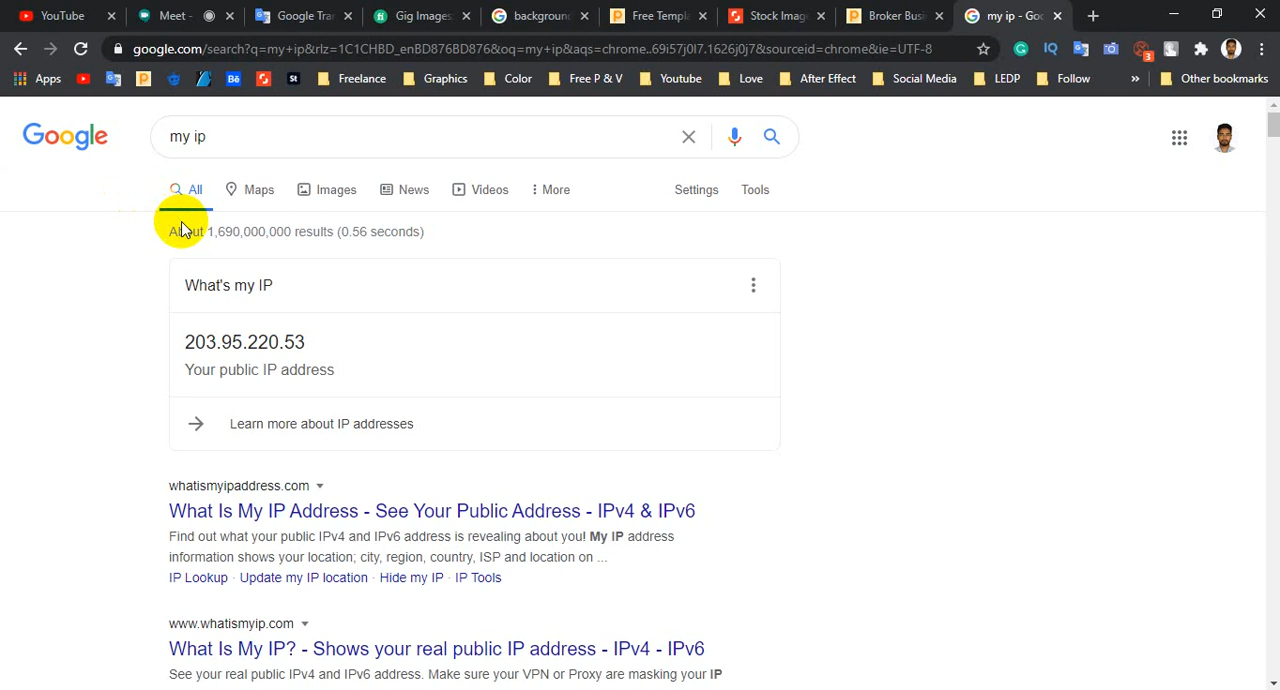 YouTube
Meet -
Google Tra
Gig Images:
background
Free Templa
Stock Imag
Broker Busi
my ip - Goo
google.com/search?q=my+ip&rlz=1C1CHBD_enBD876BD876&oq=my+ip&aqs=chrome..69i57j0l7.1626j0j7&sourceid=chrome&ie=UTF-8
IQ
3
Apps
Bē
St
Freelance
Graphics
Color
Free P & V
Youtube
Love
After Effect
Social Media
LEDP
Follow
»
Other bookmarks
Google
my ip
All
Maps
Images
News
Videos
More
Settings
Tools
About 1,690,000,000 results (0.56 seconds)
What's my IP
203.95.220.53
Your public IP address
Learn more about IP addresses
whatismyipaddress.com
What Is My IP Address - See Your Public Address - IPv4 & IPv6
Find out what your public IPv4 and IPv6 address is revealing about you! My IP address
information shows your location; city, region, country, ISP and location on ...
IP Lookup · Update my IP location · Hide my IP · IP Tools
www.whatismyip.com
What Is My IP? - Shows your real public IP address - IPv4 - IPv6
See your real public IPv4 and IPv6 address. Make sure your VPN or Proxy are masking your IP